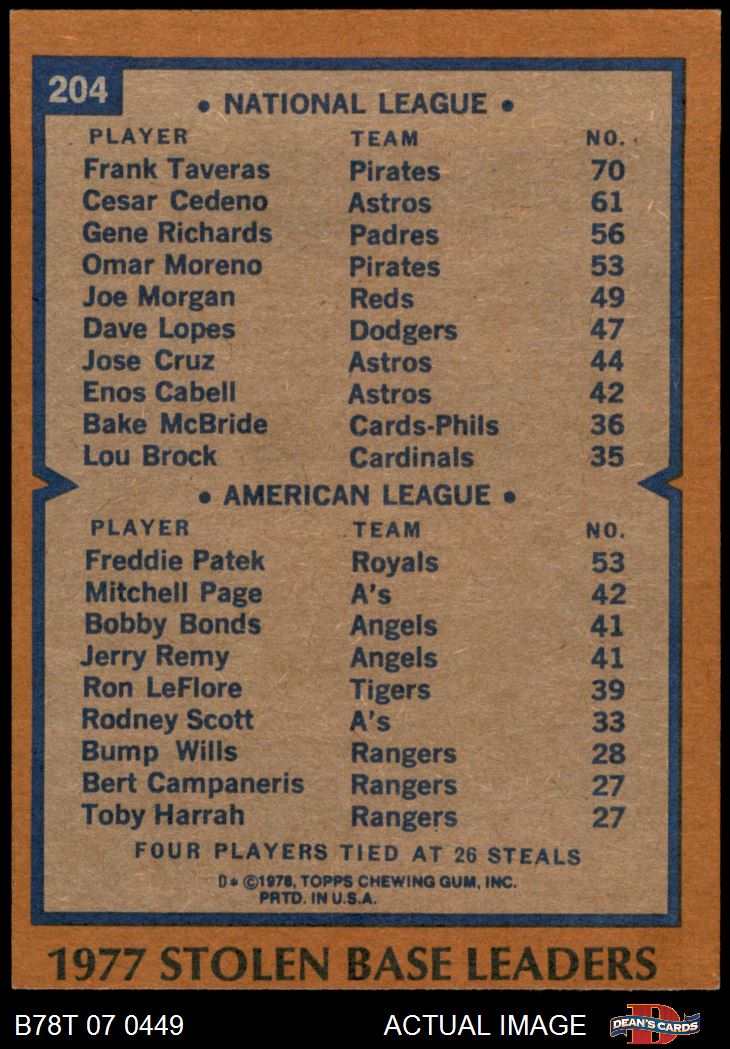 204
• NATIONAL LEAGUE •
PLAYER TEAM NO.
Frank Taveras Pirates 70
Cesar Cedeno Astros 61
Gene Richards Padres 56
Omar Moreno Pirates 53
Joe Morgan Reds 49
Dave Lopes Dodgers 47
Jose Cruz Astros 44
Enos Cabell Astros 42
Bake McBride Cards-Phils 36
Lou Brock Cardinals 35
• AMERICAN LEAGUE •
PLAYER TEAM NO.
Freddie Patek Royals 53
Mitchell Page A's 42
Bobby Bonds Angels 41
Jerry Remy Angels 41
Ron LeFlore Tigers 39
Rodney Scott A's 33
Bump Wills Rangers 28
Bert Campaneris Rangers 27
Toby Harrah Rangers 27
FOUR PLAYERS TIED AT 26 STEALS
D* ©1978, TOPPS CHEWING GUM, INC.
PRTD. IN U.S.A.
1977 STOLEN BASE LEADERS
B78T 07 0449 ACTUAL IMAGE DEAN'S CARDS